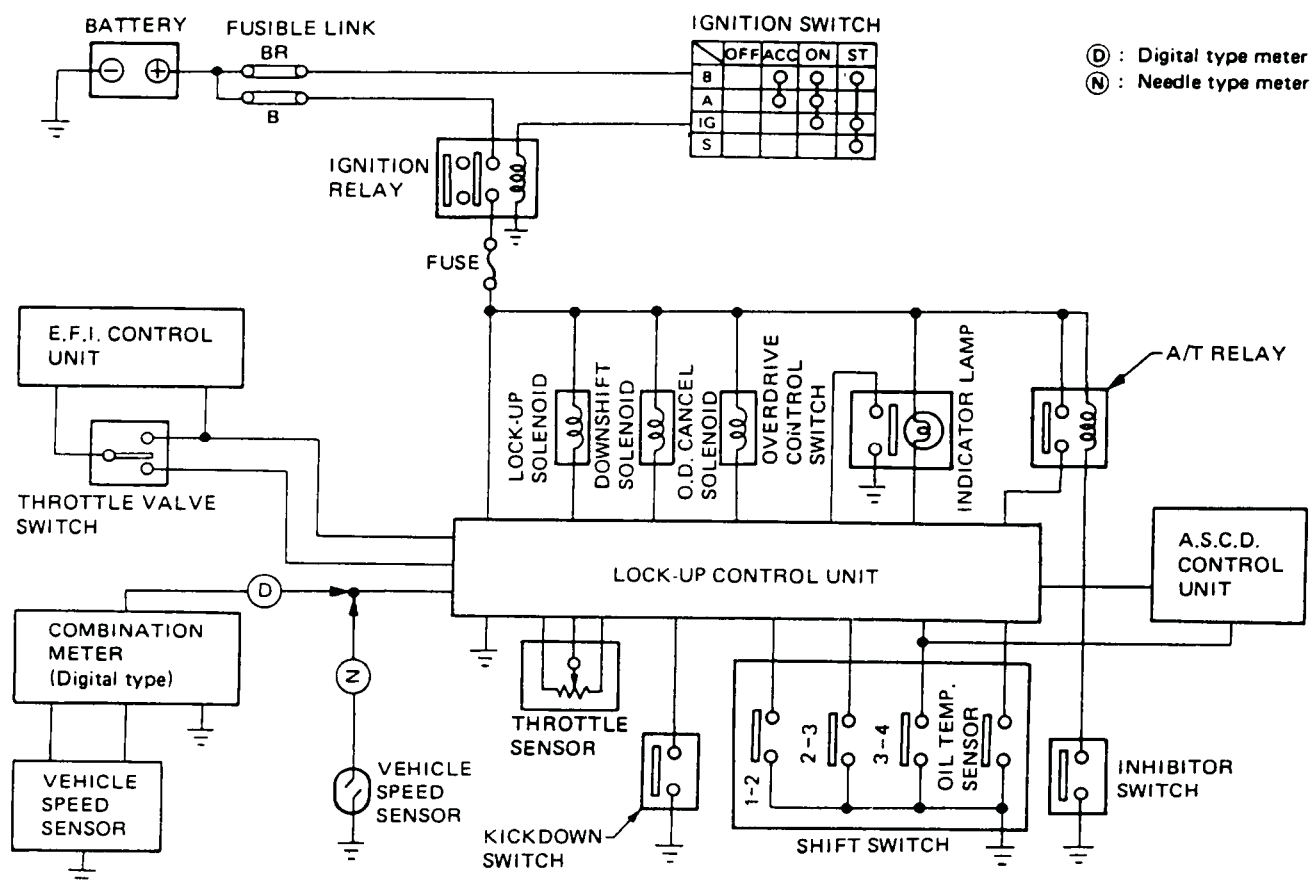 BATTERY
FUSIBLE LINK
BR
B
IGNITION SWITCH
OFF ACC ON ST
B
A
IG
S
D : Digital type meter
N : Needle type meter
IGNITION
RELAY
FUSE
E.F.I. CONTROL
UNIT
THROTTLE VALVE
SWITCH
LOCK-UP
SOLENOID
DOWNSHIFT
SOLENOID
O.D. CANCEL
SOLENOID
OVERDRIVE
CONTROL
SWITCH
INDICATOR LAMP
A/T RELAY
LOCK-UP CONTROL UNIT
A.S.C.D.
CONTROL
UNIT
D
COMBINATION
METER
(Digital type)
N
VEHICLE
SPEED
SENSOR
VEHICLE
SPEED
SENSOR
THROTTLE
SENSOR
KICKDOWN
SWITCH
1-2
2-3
3-4
OIL TEMP.
SENSOR
SHIFT SWITCH
INHIBITOR
SWITCH